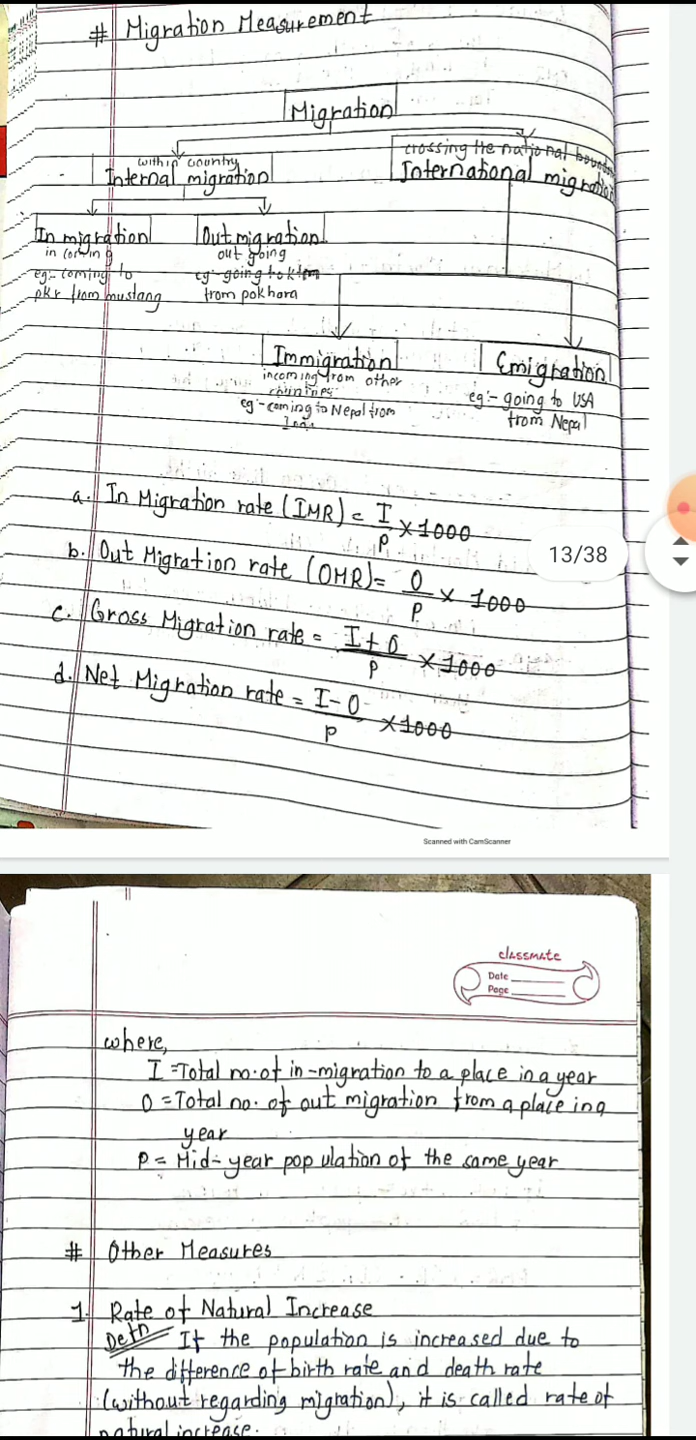 # Migration Measurement
Migration
within country
Internal migration
crossing the national boundary
International migration
In migration
in coming
eg:- coming to
pkr from mustang
Out migration
out going
eg:- going to ktm
from pokhara
Immigration
incoming from other
eg:- coming to Nepal from
Emigration
eg:- going to USA
from Nepal
a. In Migration rate (IMR) = I/P × 1000
13/38
b. Out Migration rate (OMR) = O/P × 1000
c. Gross Migration rate = I+O/P × 1000
d. Net Migration rate = I-O/P × 1000
Scanned with CamScanner
classmate
Date
Page
where,
I = Total no. of in-migration to a place in a year
O = Total no. of out migration from a place in a
year
P = Mid-year population of the same year
# Other Measures
1. Rate of Natural Increase
Defn If the population is increased due to
the difference of birth rate and death rate
(without regarding migration), it is called rate of
natural increase.